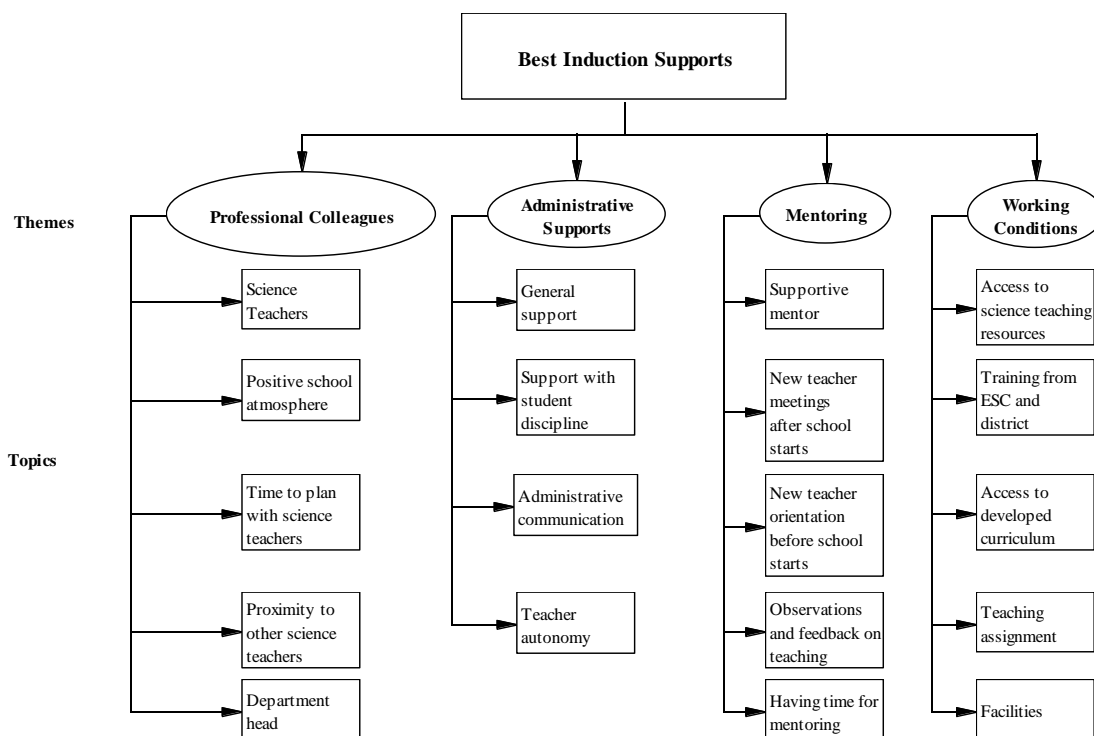 Best Induction Supports
Themes
Professional Colleagues
Administrative
Supports
Mentoring
Working
Conditions
Topics
Science
Teachers
Positive school
atmosphere
Time to plan
with science
teachers
Proximity to
other science
teachers
Department
head
General
support
Support with
student
discipline
Administrative
communication
Teacher
autonomy
Supportive
mentor
New teacher
meetings
after school
starts
New teacher
orientation
before school
starts
Observations
and feedback on
teaching
Having time for
mentoring
Access to
science teaching
resources
Training from
ESC and
district
Access to
developed
curriculum
Teaching
assignment
Facilities